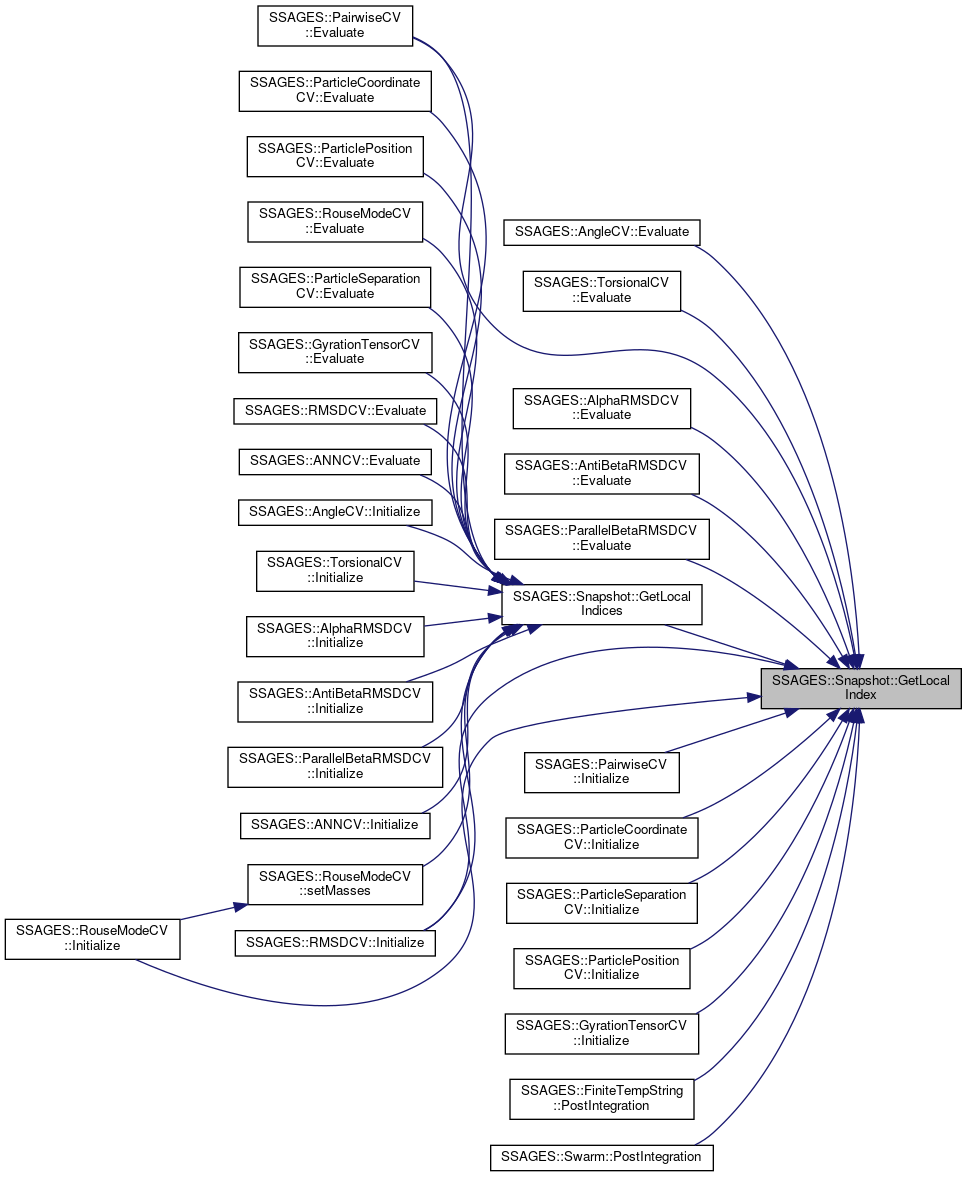 SSAGES::PairwiseCV
::Evaluate
SSAGES::ParticleCoordinate
CV::Evaluate
SSAGES::ParticlePosition
CV::Evaluate
SSAGES::RouseModeCV
::Evaluate
SSAGES::ParticleSeparation
CV::Evaluate
SSAGES::GyrationTensorCV
::Evaluate
SSAGES::RMSDCV::Evaluate
SSAGES::ANNCV::Evaluate
SSAGES::AngleCV::Initialize
SSAGES::TorsionalCV
::Initialize
SSAGES::AlphaRMSDCV
::Initialize
SSAGES::AntiBetaRMSDCV
::Initialize
SSAGES::ParallelBetaRMSDCV
::Initialize
SSAGES::ANNCV::Initialize
SSAGES::RouseModeCV
::setMasses
SSAGES::RMSDCV::Initialize
SSAGES::RouseModeCV
::Initialize
SSAGES::AngleCV::Evaluate
SSAGES::TorsionalCV
::Evaluate
SSAGES::AlphaRMSDCV
::Evaluate
SSAGES::AntiBetaRMSDCV
::Evaluate
SSAGES::ParallelBetaRMSDCV
::Evaluate
SSAGES::Snapshot::GetLocal
Indices
SSAGES::PairwiseCV
::Initialize
SSAGES::ParticleCoordinate
CV::Initialize
SSAGES::ParticleSeparation
CV::Initialize
SSAGES::ParticlePosition
CV::Initialize
SSAGES::GyrationTensorCV
::Initialize
SSAGES::FiniteTempString
::PostIntegration
SSAGES::Swarm::PostIntegration
SSAGES::Snapshot::GetLocal
Index